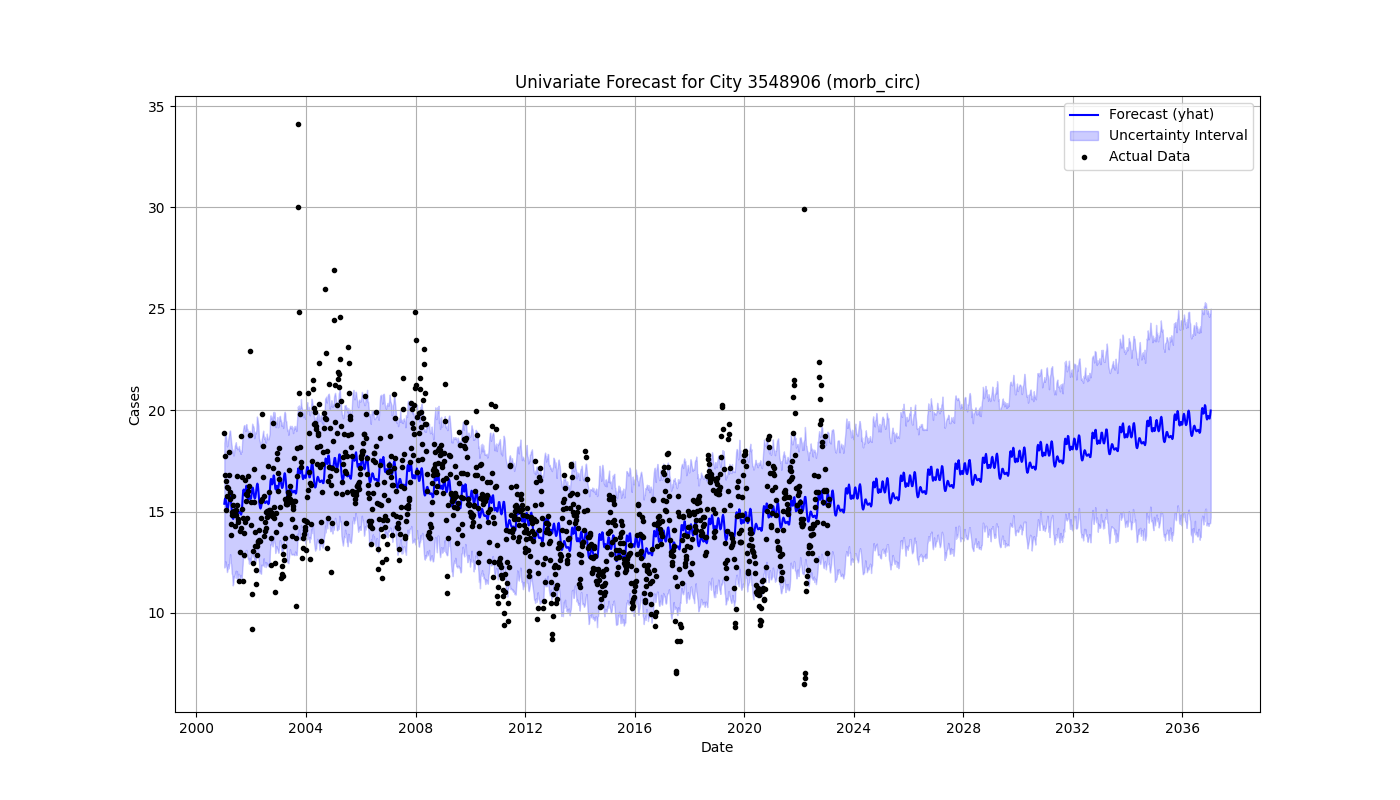 Univariate Forecast for City 3548906 (morb_circ)
35
30
25
20
15
10
Cases
Forecast (yhat)
Uncertainty Interval
Actual Data
2000 2004 2008 2012 2016 2020 2024 2028 2032 2036
Date